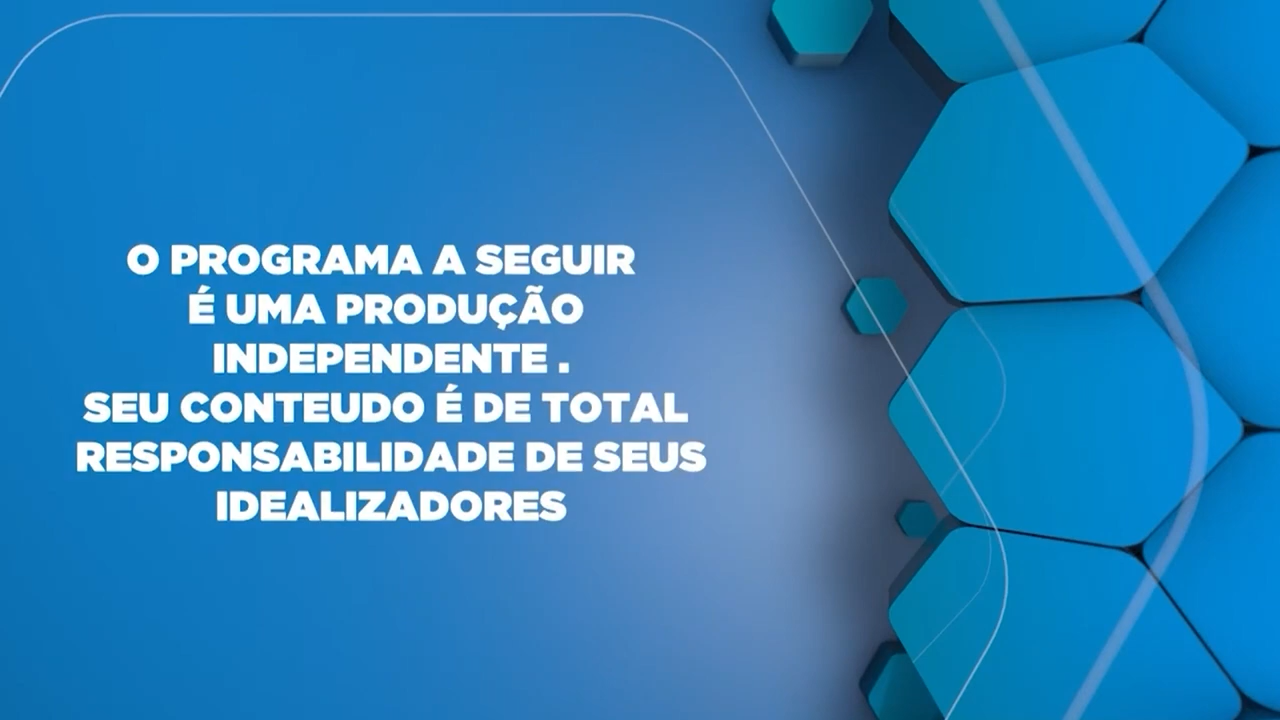 O PROGRAMA A SEGUIR
É UMA PRODUÇÃO
INDEPENDENTE .
SEU CONTEUDO É DE TOTAL
RESPONSABILIDADE DE SEUS
IDEALIZADORES